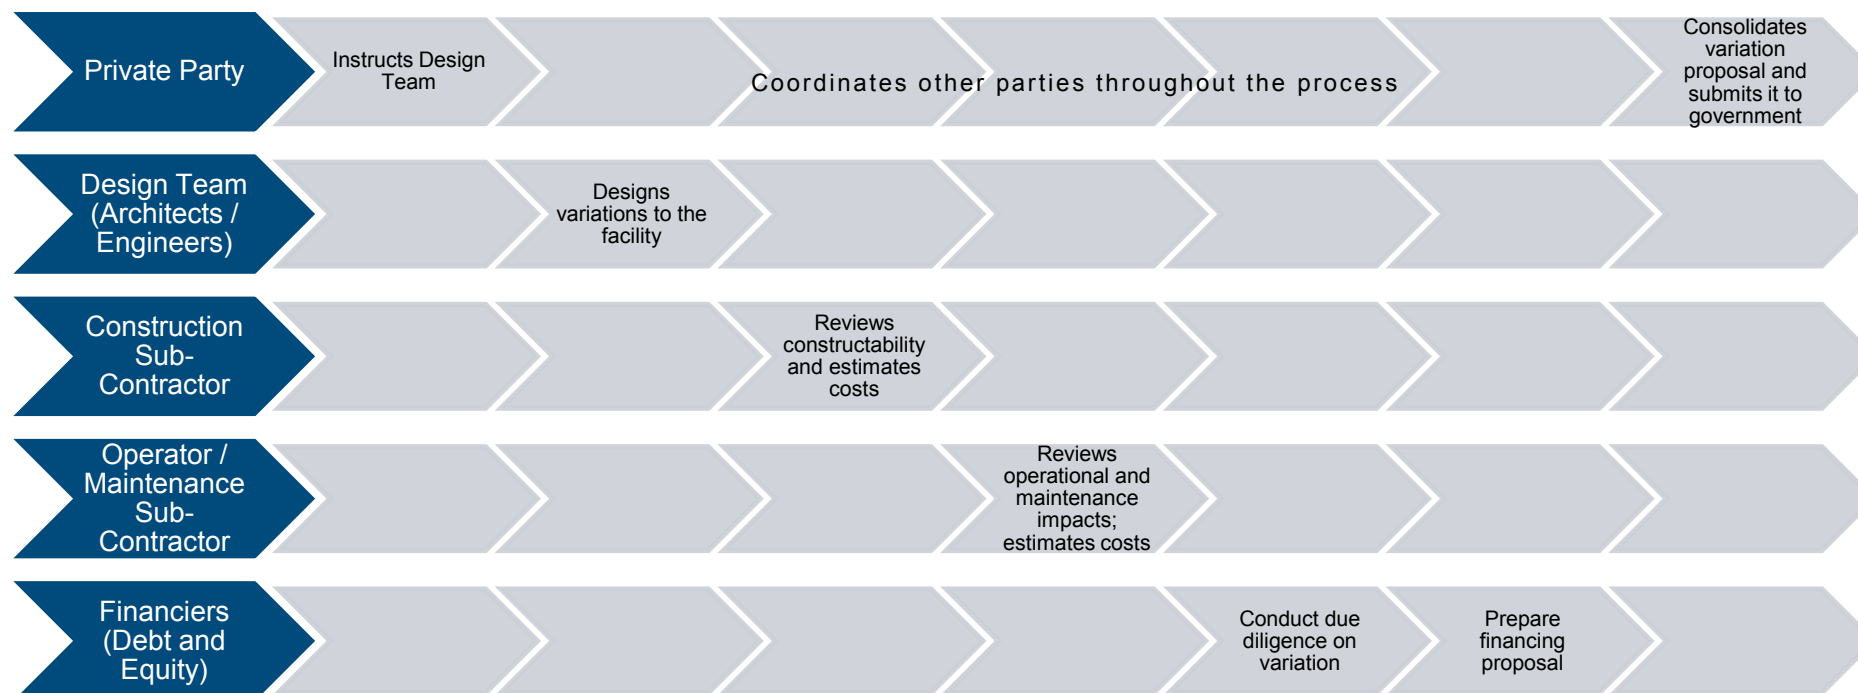 Private Party
Instructs Design
Team
Coordinates other parties throughout the process
Consolidates
variation
proposal and
submits it to
government
Design Team
(Architects /
Engineers)
Designs
variations to the
facility
Construction
Sub-
Contractor
Reviews
constructability
and estimates
costs
Operator /
Maintenance
Sub-
Contractor
Reviews
operational and
maintenance
impacts;
estimates costs
Financiers
(Debt and
Equity)
Conduct due
diligence on
variation
Prepare
financing
proposal